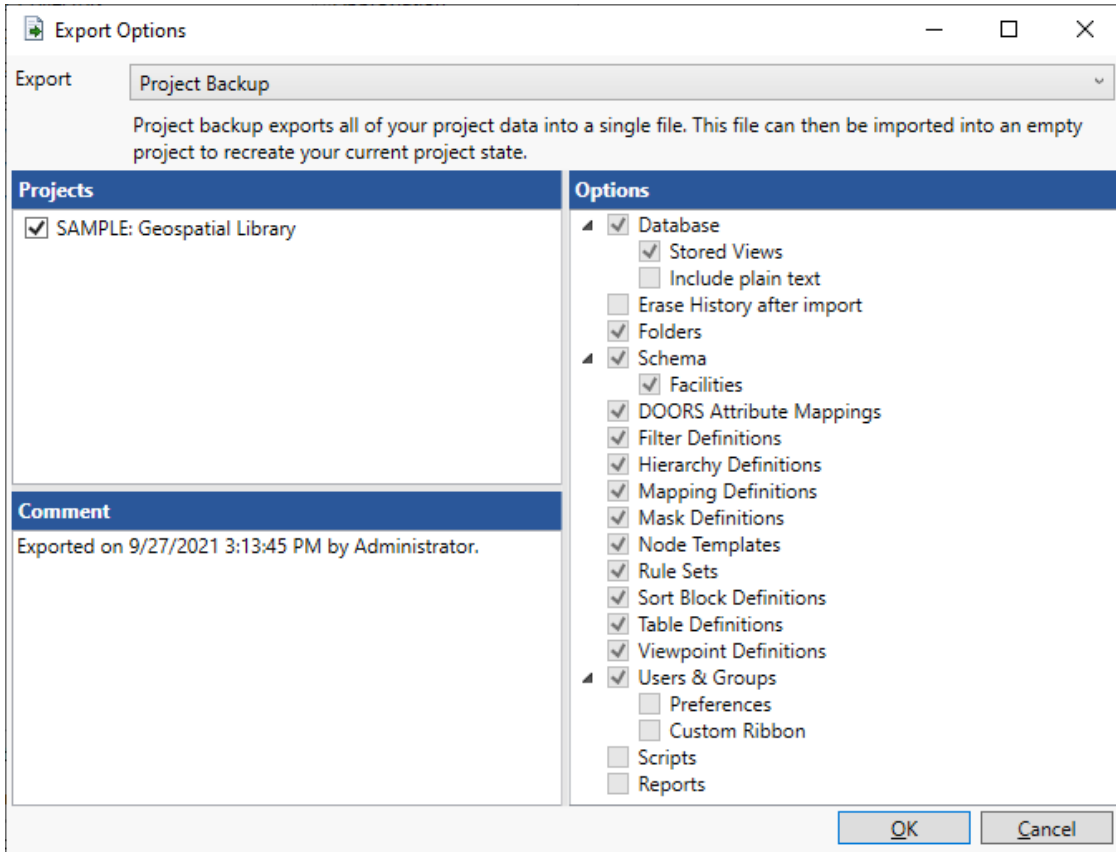 Export Options
Export
Project Backup
Project backup exports all of your project data into a single file. This file can then be imported into an empty
project to recreate your current project state.
Projects
SAMPLE: Geospatial Library
Comment
Exported on 9/27/2021 3:13:45 PM by Administrator.
Options
Database
Stored Views
Include plain text
Erase History after import
Folders
Schema
Facilities
DOORS Attribute Mappings
Filter Definitions
Hierarchy Definitions
Mapping Definitions
Mask Definitions
Node Templates
Rule Sets
Sort Block Definitions
Table Definitions
Viewpoint Definitions
Users & Groups
Preferences
Custom Ribbon
Scripts
Reports
OK
Cancel